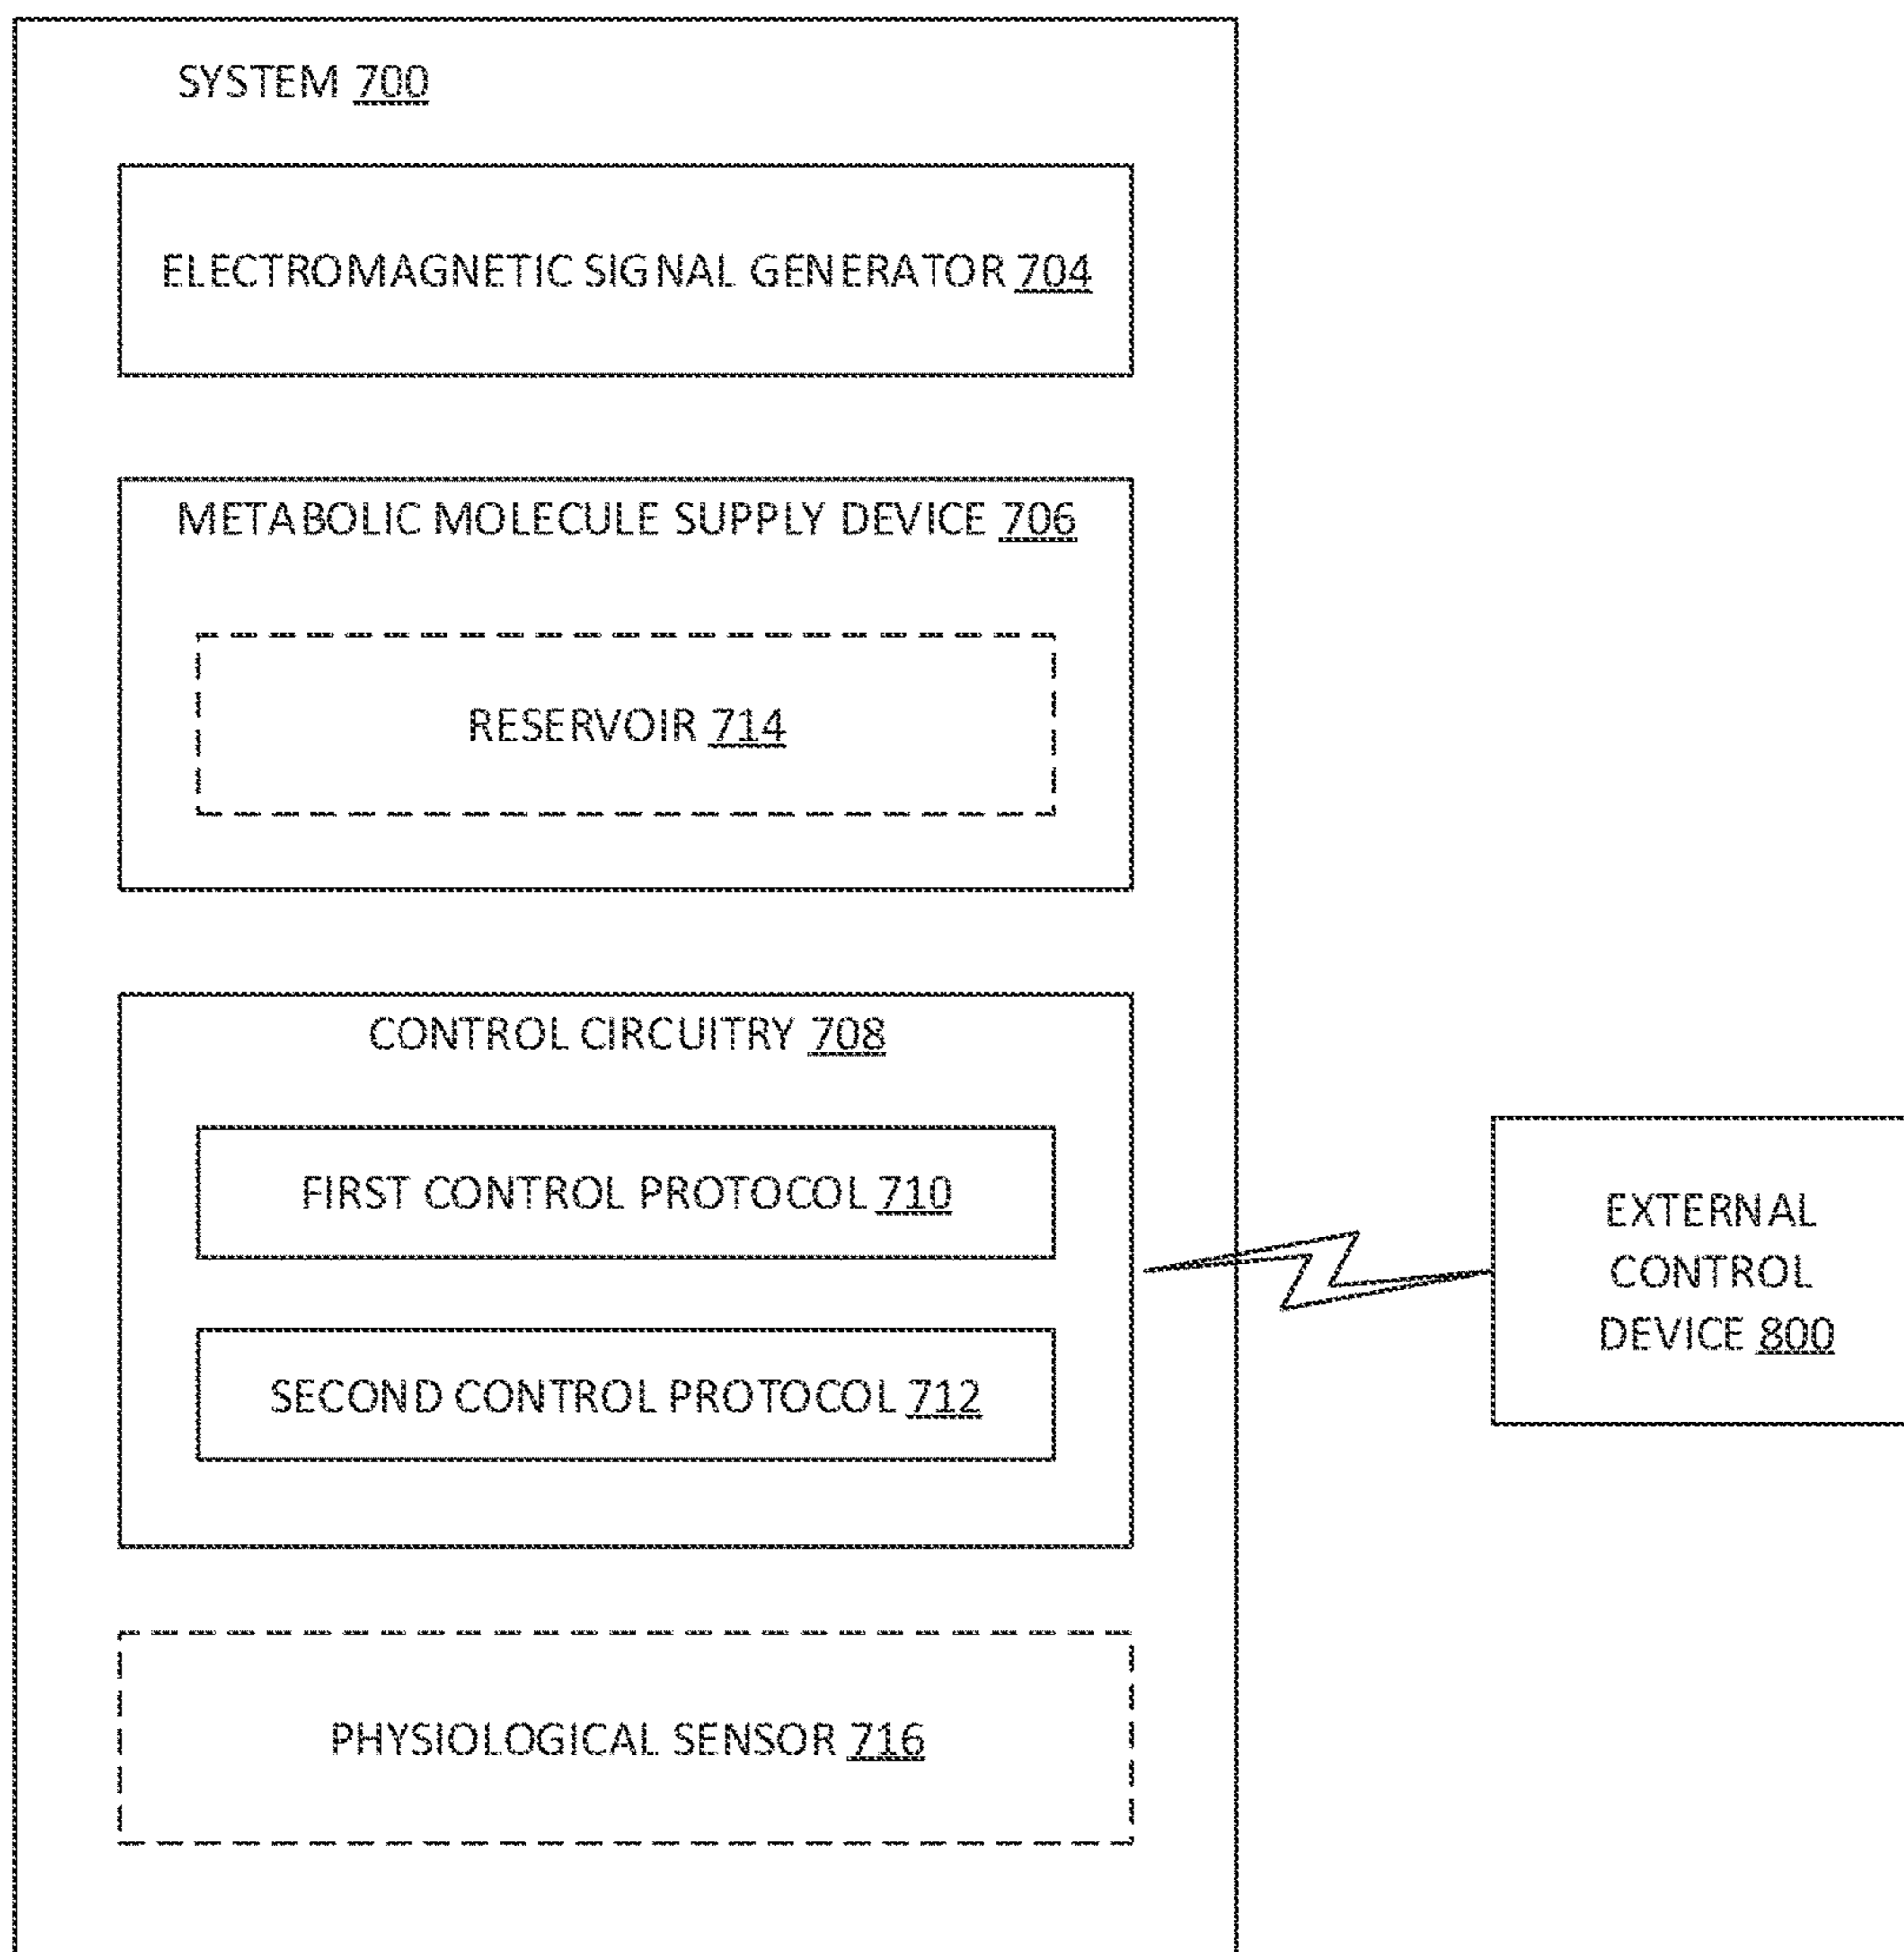 SYSTEM 700
ELECTROMAGNETIC SIGNAL GENERATOR 704
METABOLIC MOLECULE SUPPLY DEVICE 706
RESERVOIR 714
CONTROL CIRCUITRY 708
FIRST CONTROL PROTOCOL 710
SECOND CONTROL PROTOCOL 712
EXTERNAL
CONTROL
DEVICE 800
PHYSIOLOGICAL SENSOR 716